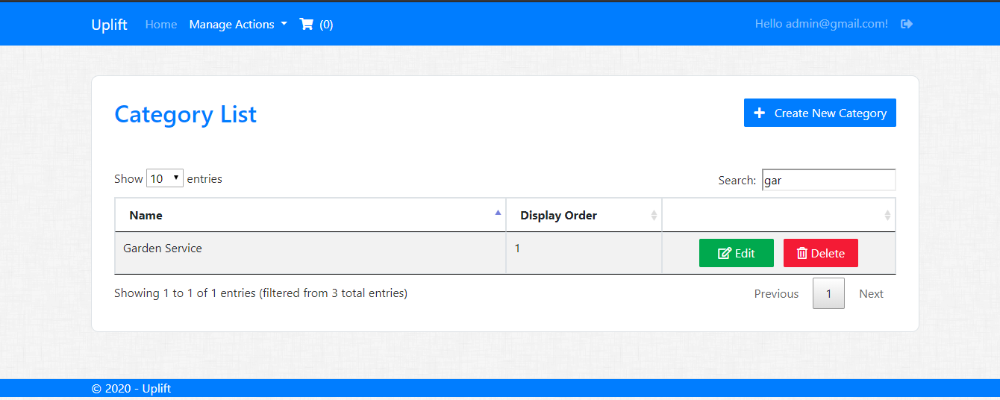 Uplift Home Manage Actions (0) Hello admin@gmail.com!
Category List
Create New Category
Show 10 entries
Search: gar
Name Display Order
Garden Service 1 Edit Delete
Showing 1 to 1 of 1 entries (filtered from 3 total entries)
Previous 1 Next
© 2020 - Uplift